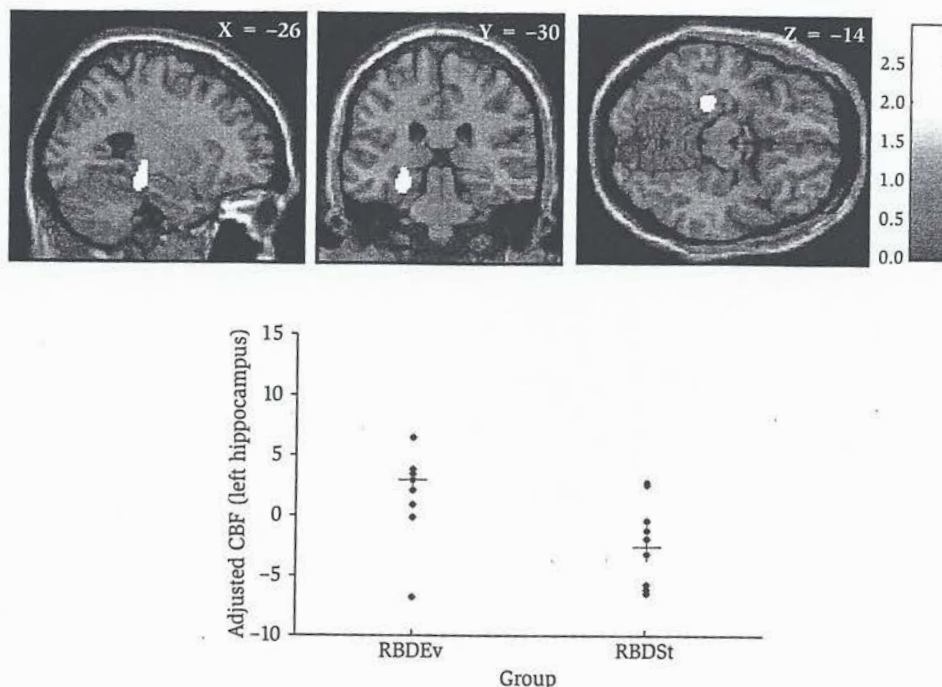 X = −26
Y = −30
Z = −14
2.5
2.0
1.5
1.0
0.5
0.0
Adjusted CBF (left hippocampus)
15
10
5
0
−5
−10
RBDEv
RBDSt
Group